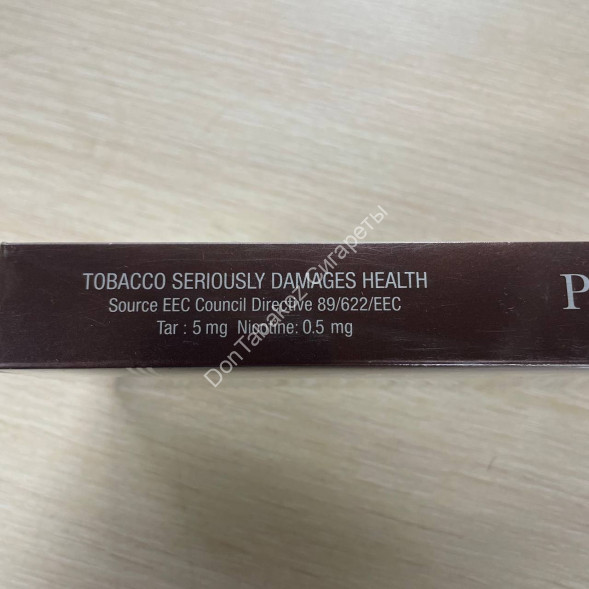 TOBACCO SERIOUSLY DAMAGES HEALTH
Source EEC Council Directive 89/622/EEC
Tar : 5 mg Nicotine: 0.5 mg
P
Сигареты